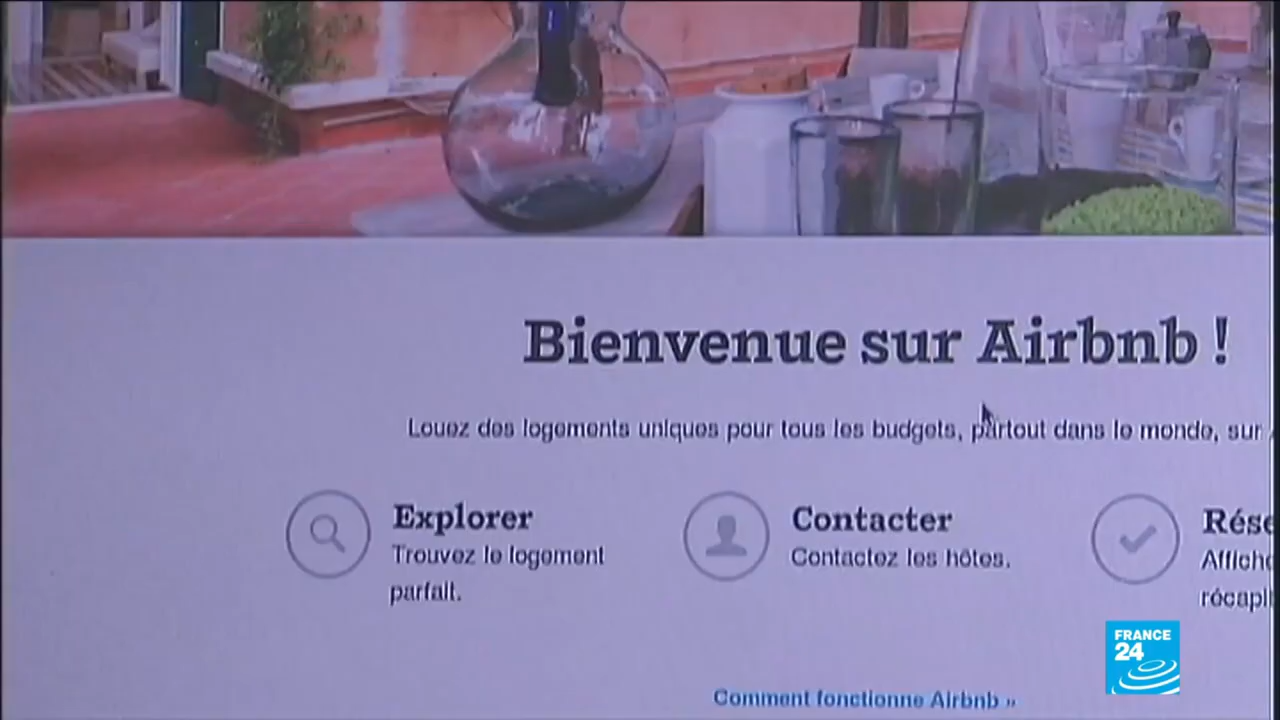 Bienvenue sur Airbnb !
Louez des logements uniques pour tous les budgets, partout dans le monde, sur
Explorer
Trouvez le logement
parfait.
Contacter
Contactez les hôtes.
Rése
Affiche
récapi
Comment fonctionne Airbnb »
FRANCE
24